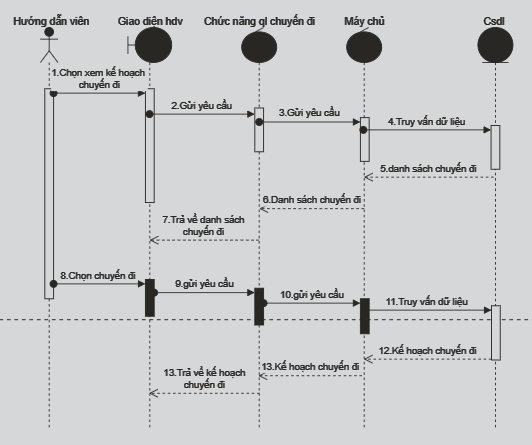 Hướng dẫn viên
Giao diện hdv
Chức năng ql chuyến đi
Máy chủ
Csdl
1.Chọn xem kế hoạch
chuyến đi
2.Gửi yêu cầu
3.Gửi yêu cầu
4.Truy vấn dữ liệu
5.danh sách chuyến đi
6.Danh sách chuyến đi
7.Trả về danh sách
chuyến đi
8.Chọn chuyến đi
9.gửi yêu cầu
10.gửi yêu cầu
11.Truy vấn dữ liệu
12.Kế hoạch chuyến đi
13.Kế hoạch chuyến đi
13.Trả về kế hoạch
chuyến đi